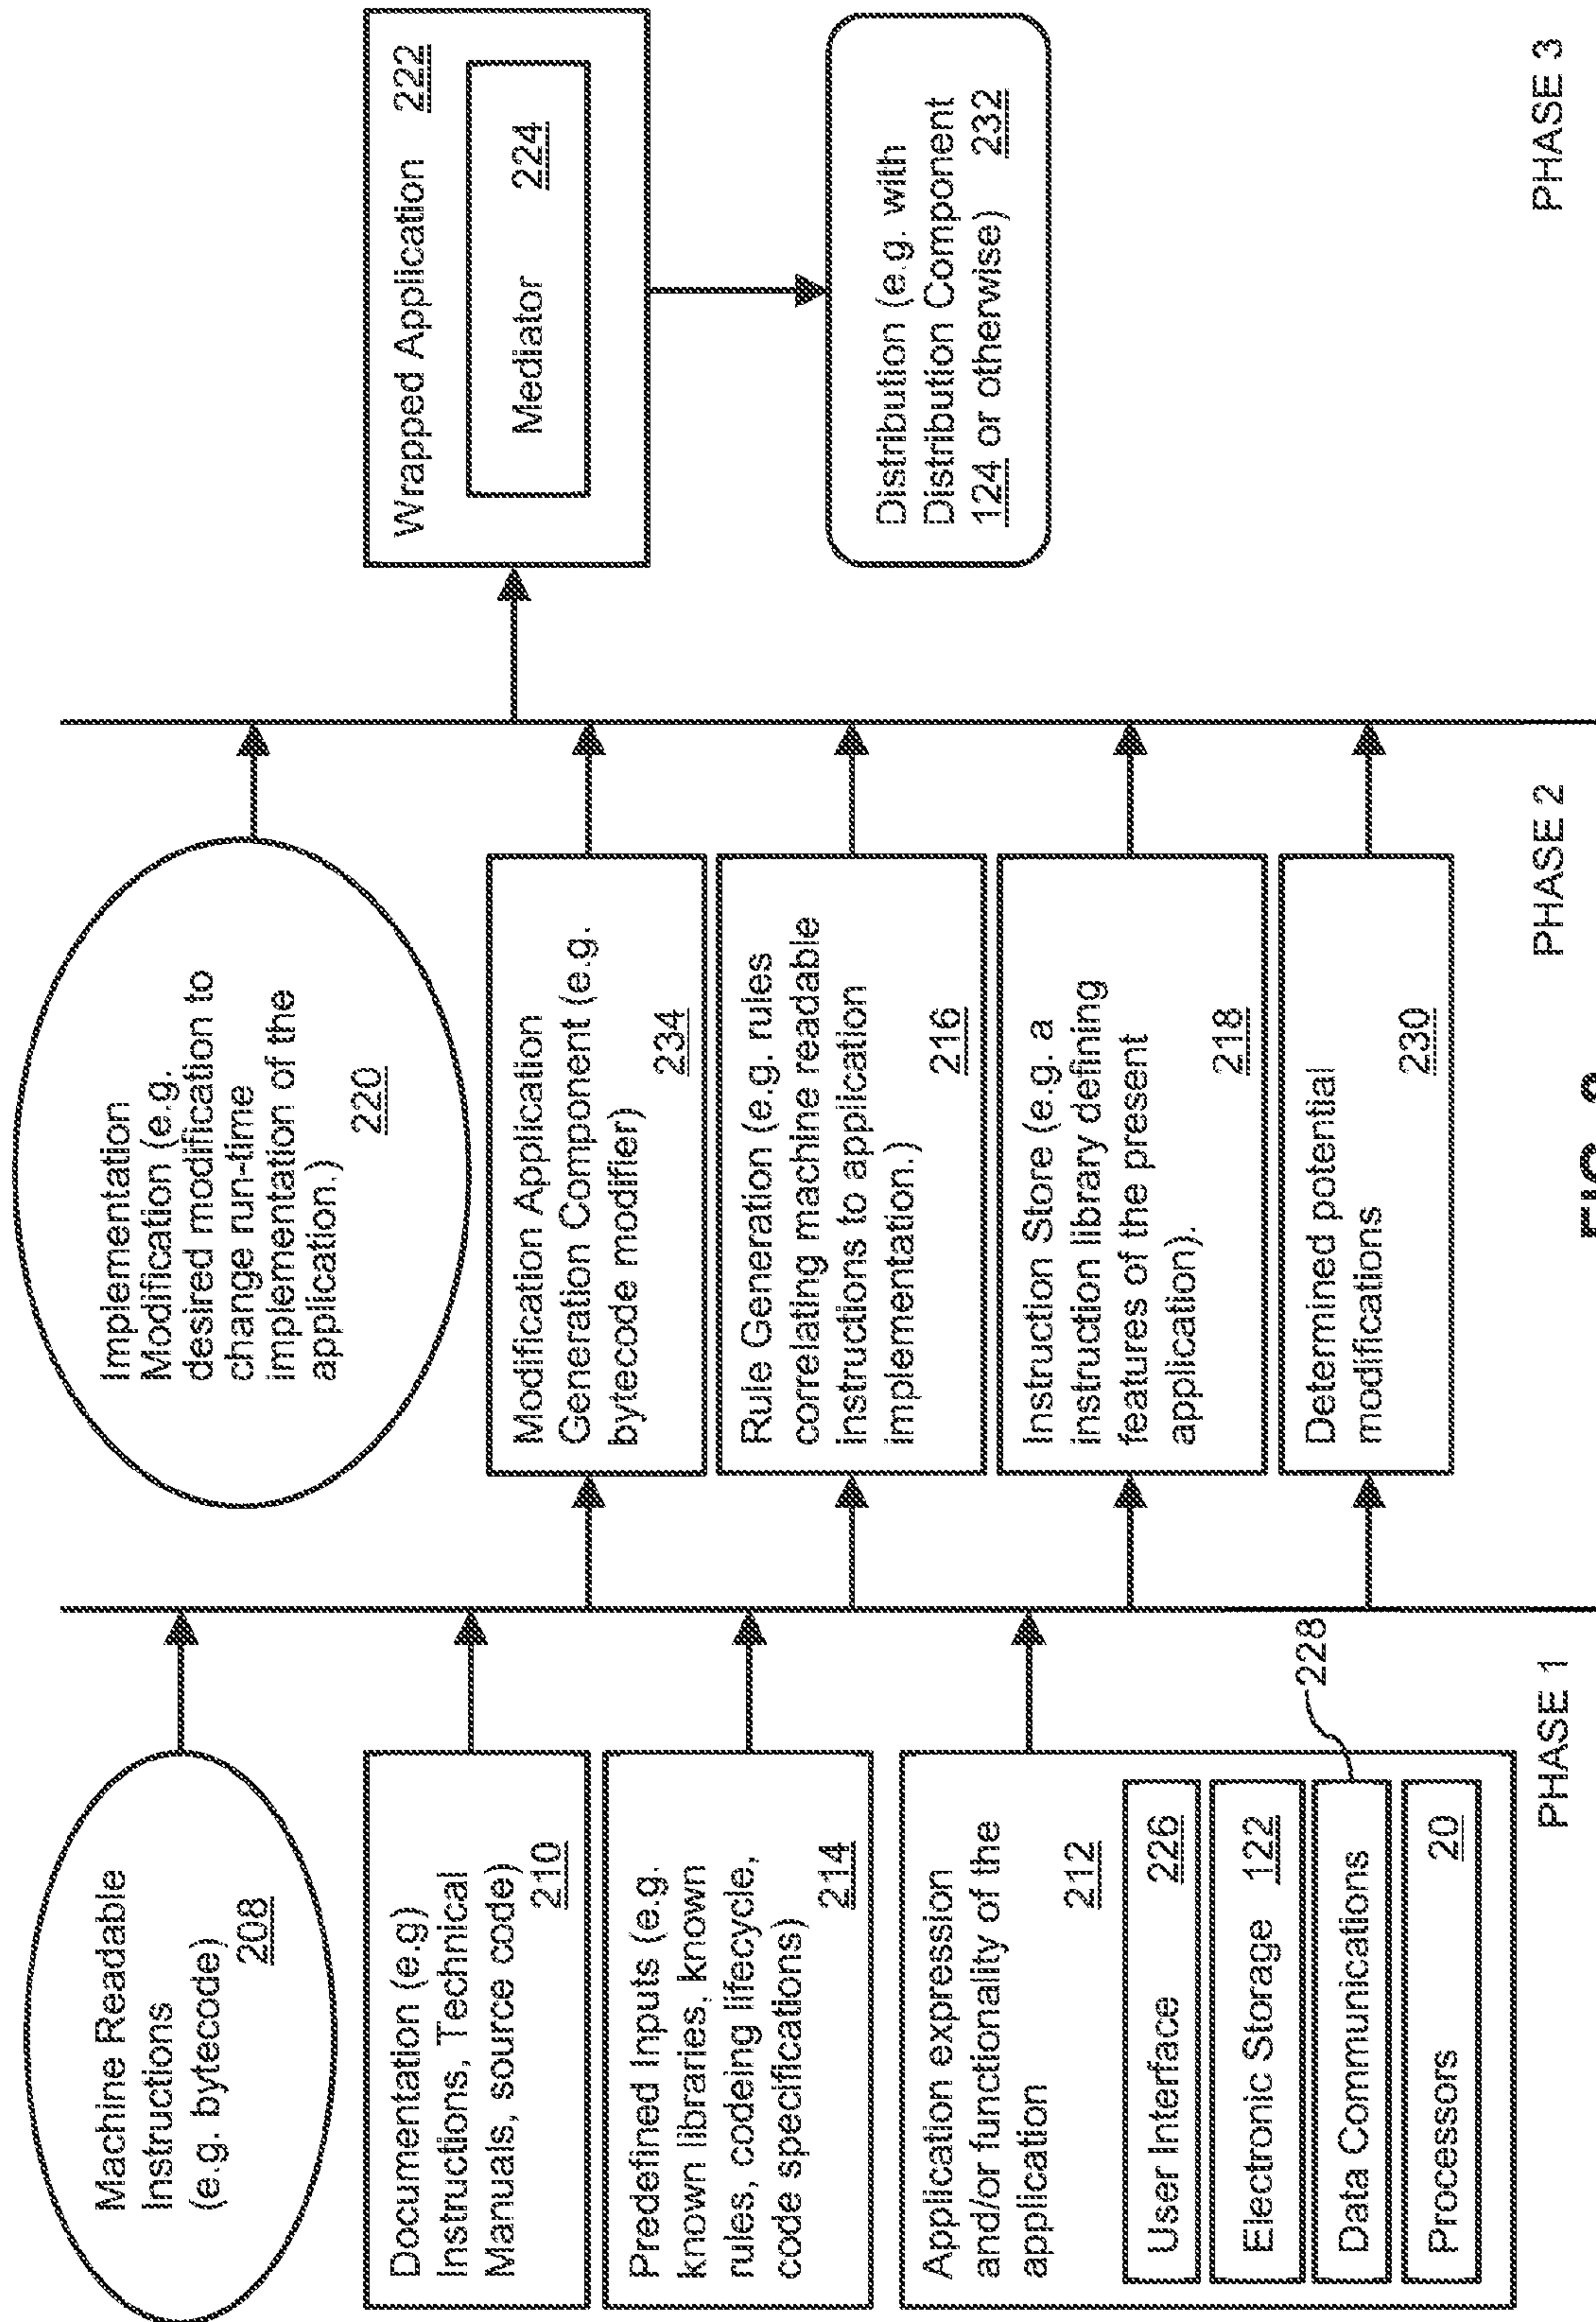 Machine Readable
Instructions
(e.g. bytecode)
208
Documentation (e.g)
Instructions, Technical
Manuals, source code)
210
Predefined Inputs (e.g.
known libraries, known
rules, codeing lifecycle,
code specifications)
214
Application expression
and/or functionality of the
application
212
User Interface 226
Electronic Storage 122
Data Communications
228
Processors 20
PHASE 1
Implementation
Modification (e.g.
desired modification to
change run-time
implementation of the
application.)
220
Modification Application
Generation Component (e.g.
bytecode modifier)
234
Rule Generation (e.g. rules
correlating machine readable
instructions to application
implementation.)
216
Instruction Store (e.g. a
instruction library defining
features of the present
application).
218
Determined potential
modifications
230
PHASE 2
Wrapped Application 222
Mediator 224
Distribution (e.g. with
Distribution Component
124 or otherwise) 232
PHASE 3
FIG.